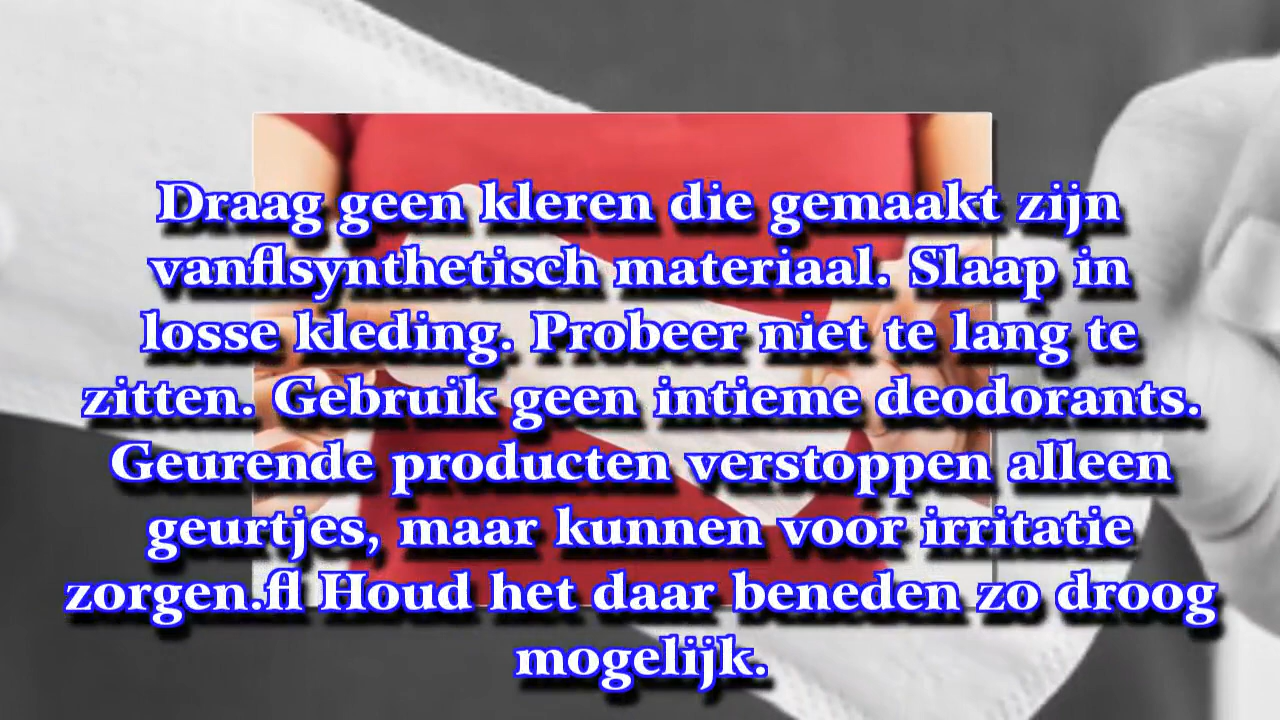 Draag geen kleren die gemaakt zijn
vanflsynthetisch materiaal. Slaap in
losse kleding. Probeer niet te lang te
zitten. Gebruik geen intieme deodorants.
Geurende producten verstoppen alleen
geurtjes, maar kunnen voor irritatie
zorgen.fl Houd het daar beneden zo droog
mogelijk.